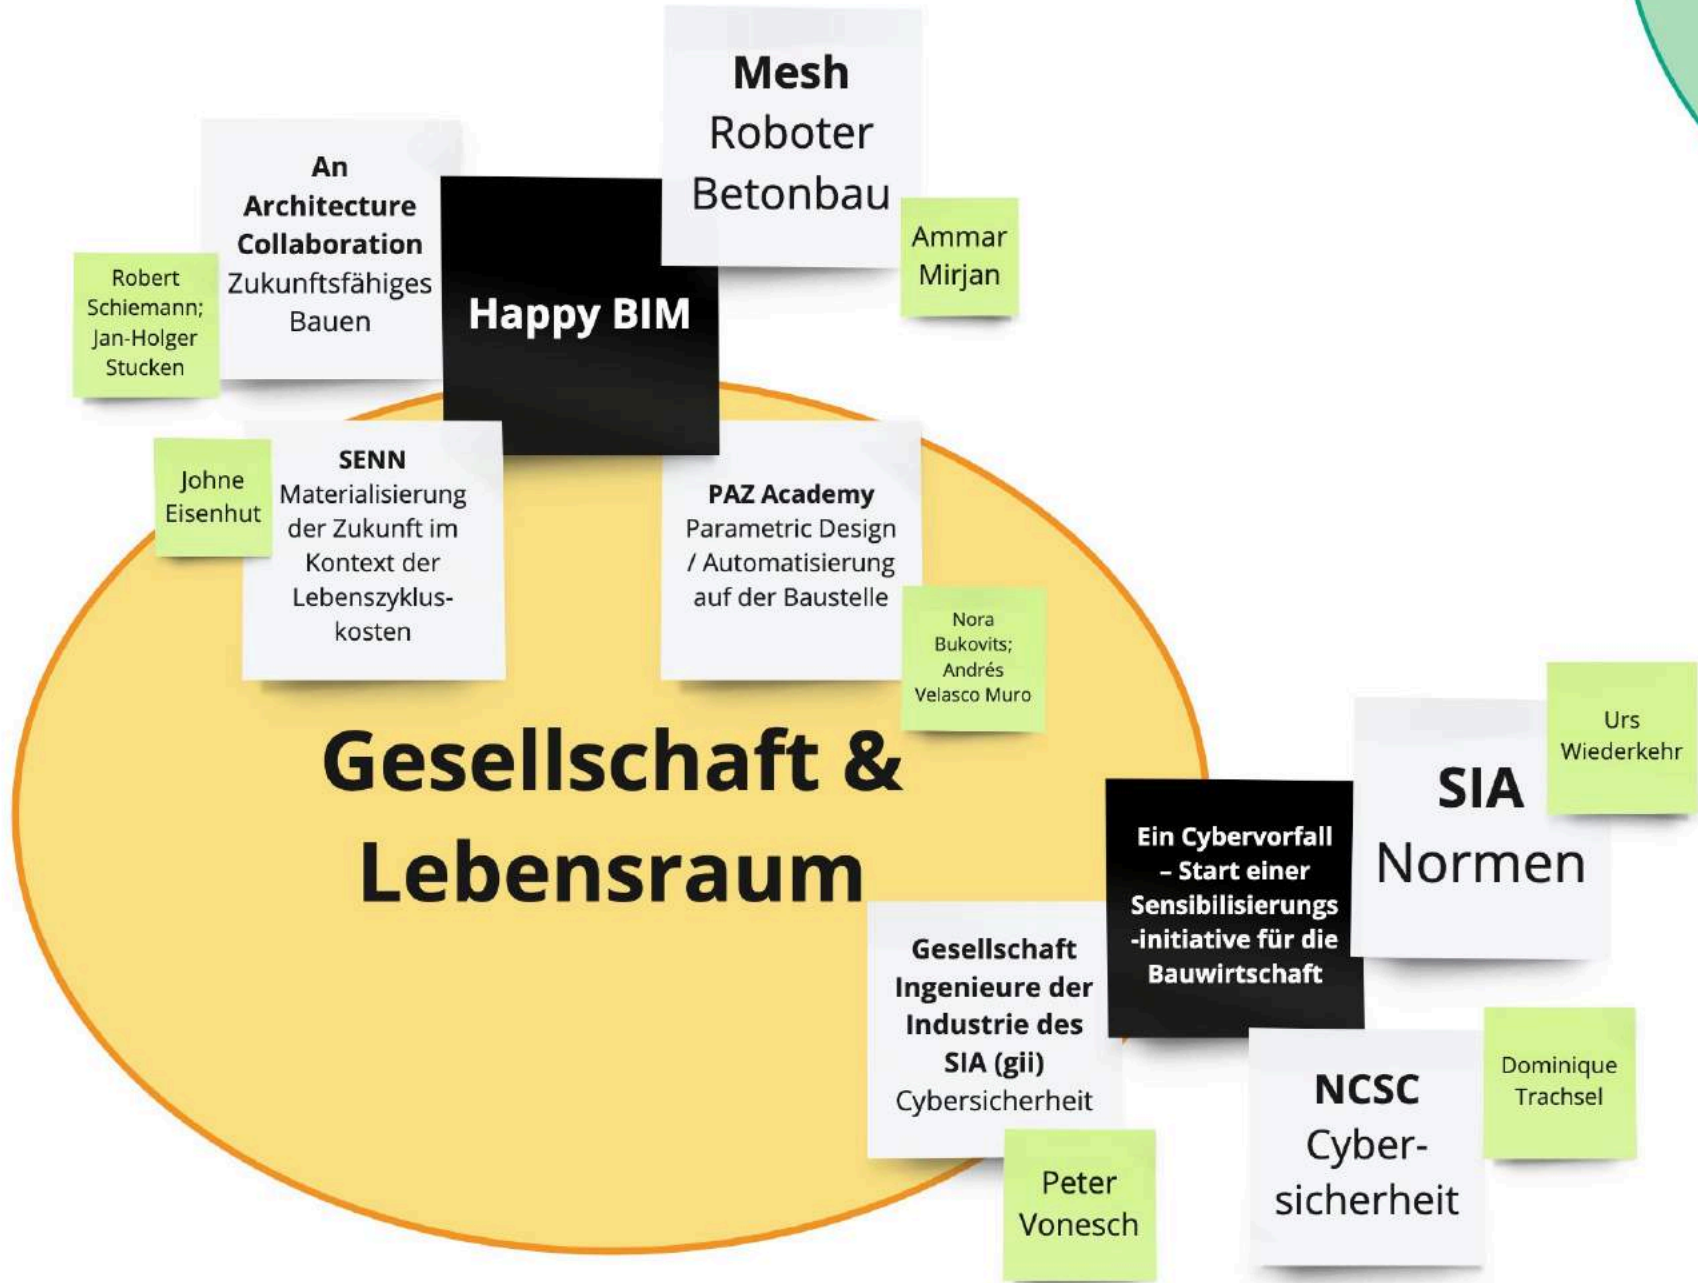 Mesh
Roboter
Betonbau
Ammar
Mirjan
An
Architecture
Collaboration
Zukunftsfähiges
Bauen
Robert
Schiemann;
Jan-Holger
Stucken
Happy BIM
Johne
Eisenhut
SENN
Materialisierung
der Zukunft im
Kontext der
Lebenszyklus-
kosten
PAZ Academy
Parametric Design
/ Automatisierung
auf der Baustelle
Nora
Bukovits;
Andrés
Velasco Muro
Gesellschaft &
Lebensraum
Urs
Wiederkehr
SIA
Normen
Ein Cybervorfall
– Start einer
Sensibilisierungs
-initiative für die
Bauwirtschaft
Gesellschaft
Ingenieure der
Industrie des
SIA (gii)
Cybersicherheit
Peter
Vonesch
NCSC
Cyber-
sicherheit
Dominique
Trachsel